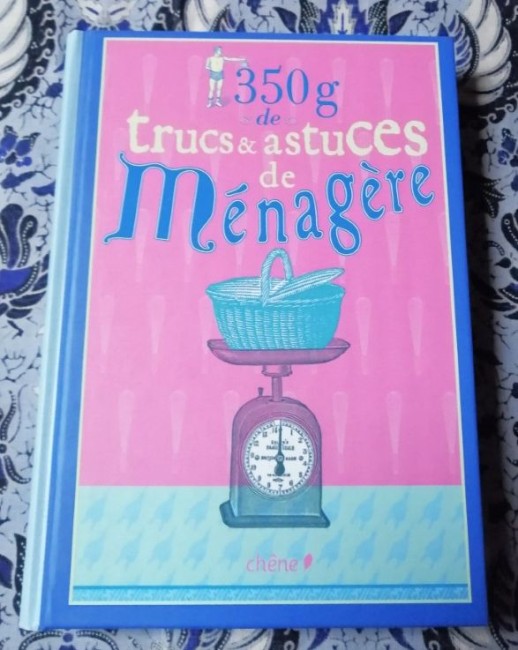 350g
de
trucs & astuces
de
Ménagère
chêne